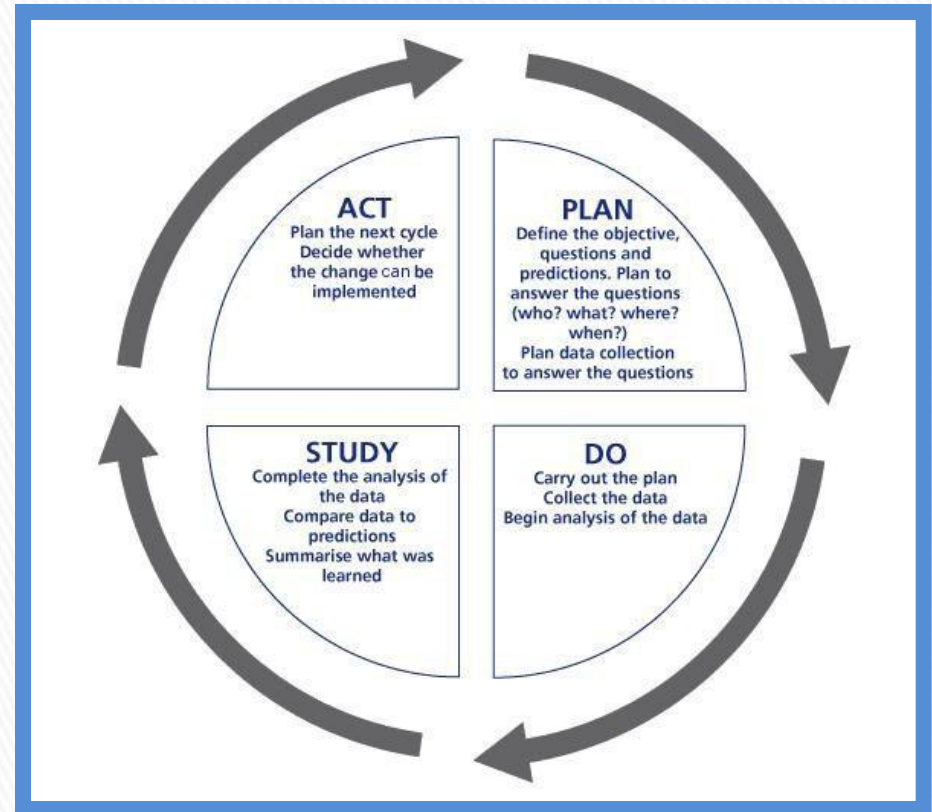 ACT
Plan the next cycle
Decide whether
the change can be
implemented
PLAN
Define the objective,
questions and
predictions. Plan to
answer the questions
(who? what? where?
when?)
Plan data collection
to answer the questions
STUDY
Complete the analysis of
the data
Compare data to
predictions
Summarise what was
learned
DO
Carry out the plan
Collect the data
Begin analysis of the data